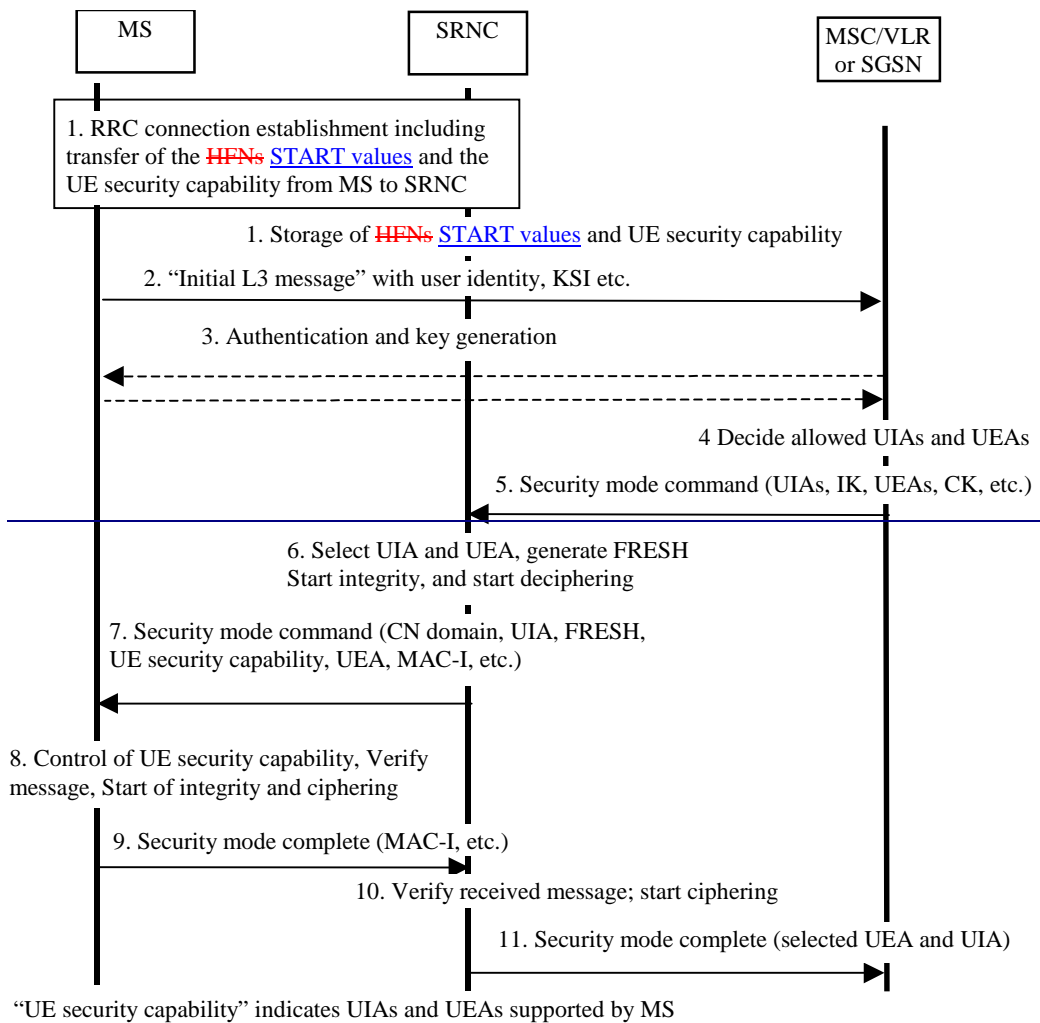 MS
SRNC
MSC/VLR
or SGSN
1. RRC connection establishment including
transfer of the HFNs START values and the
UE security capability from MS to SRNC
1. Storage of HFNs START values and UE security capability
2. “Initial L3 message” with user identity, KSI etc.
3. Authentication and key generation
4 Decide allowed UIAs and UEAs
5. Security mode command (UIAs, IK, UEAs, CK, etc.)
6. Select UIA and UEA, generate FRESH
Start integrity, and start deciphering
7. Security mode command (CN domain, UIA, FRESH,
UE security capability, UEA, MAC-I, etc.)
8. Control of UE security capability, Verify
message, Start of integrity and ciphering
9. Security mode complete (MAC-I, etc.)
10. Verify received message; start ciphering
11. Security mode complete (selected UEA and UIA)
“UE security capability” indicates UIAs and UEAs supported by MS